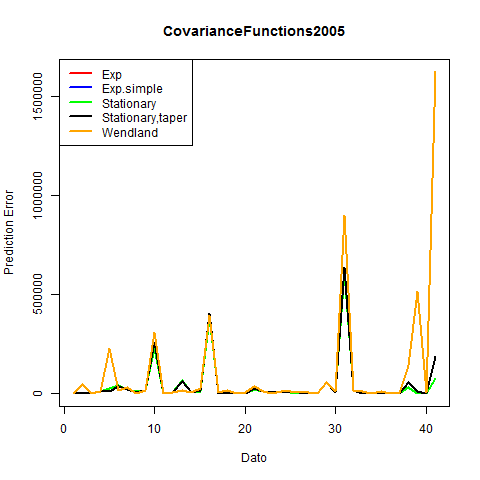 CovarianceFunctions2005
Exp
Exp.simple
Stationary
Stationary,taper
Wendland
Prediction Error
0
500000
1000000
1500000
0
10
20
30
40
Dato